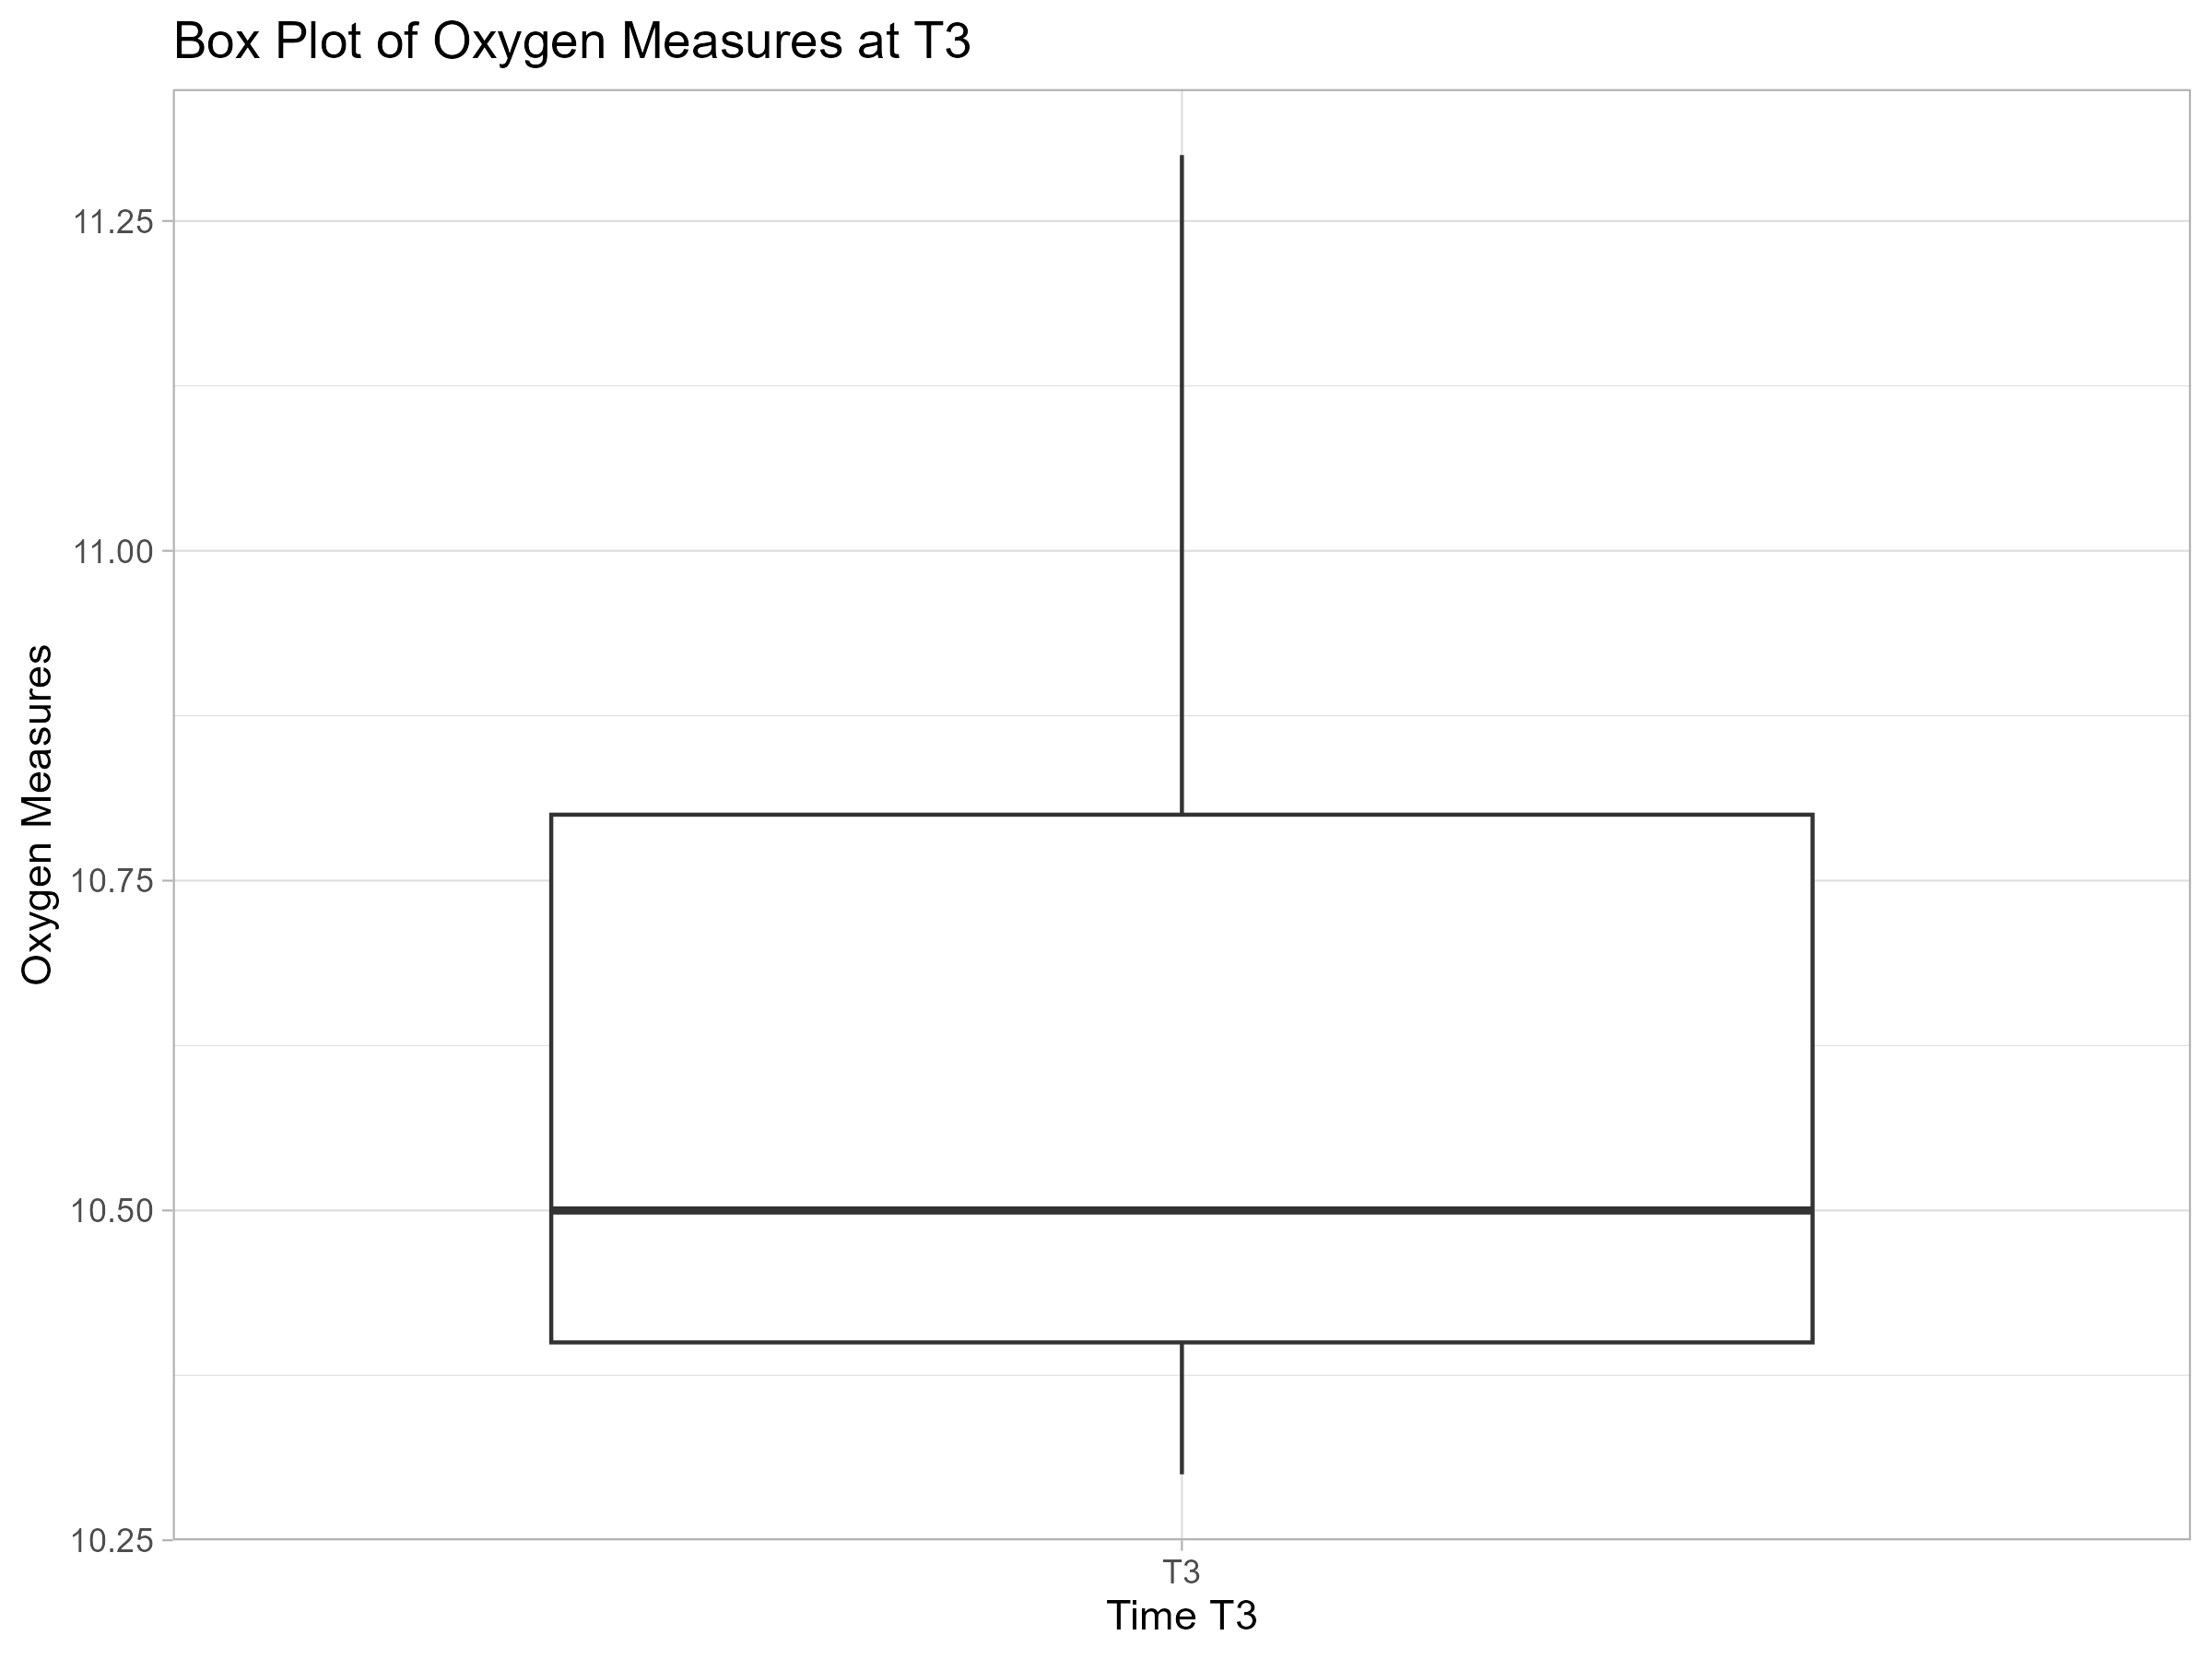 Box Plot of Oxygen Measures at T3
Oxygen Measures
11.25
11.00
10.75
10.50
10.25
T3
Time T3